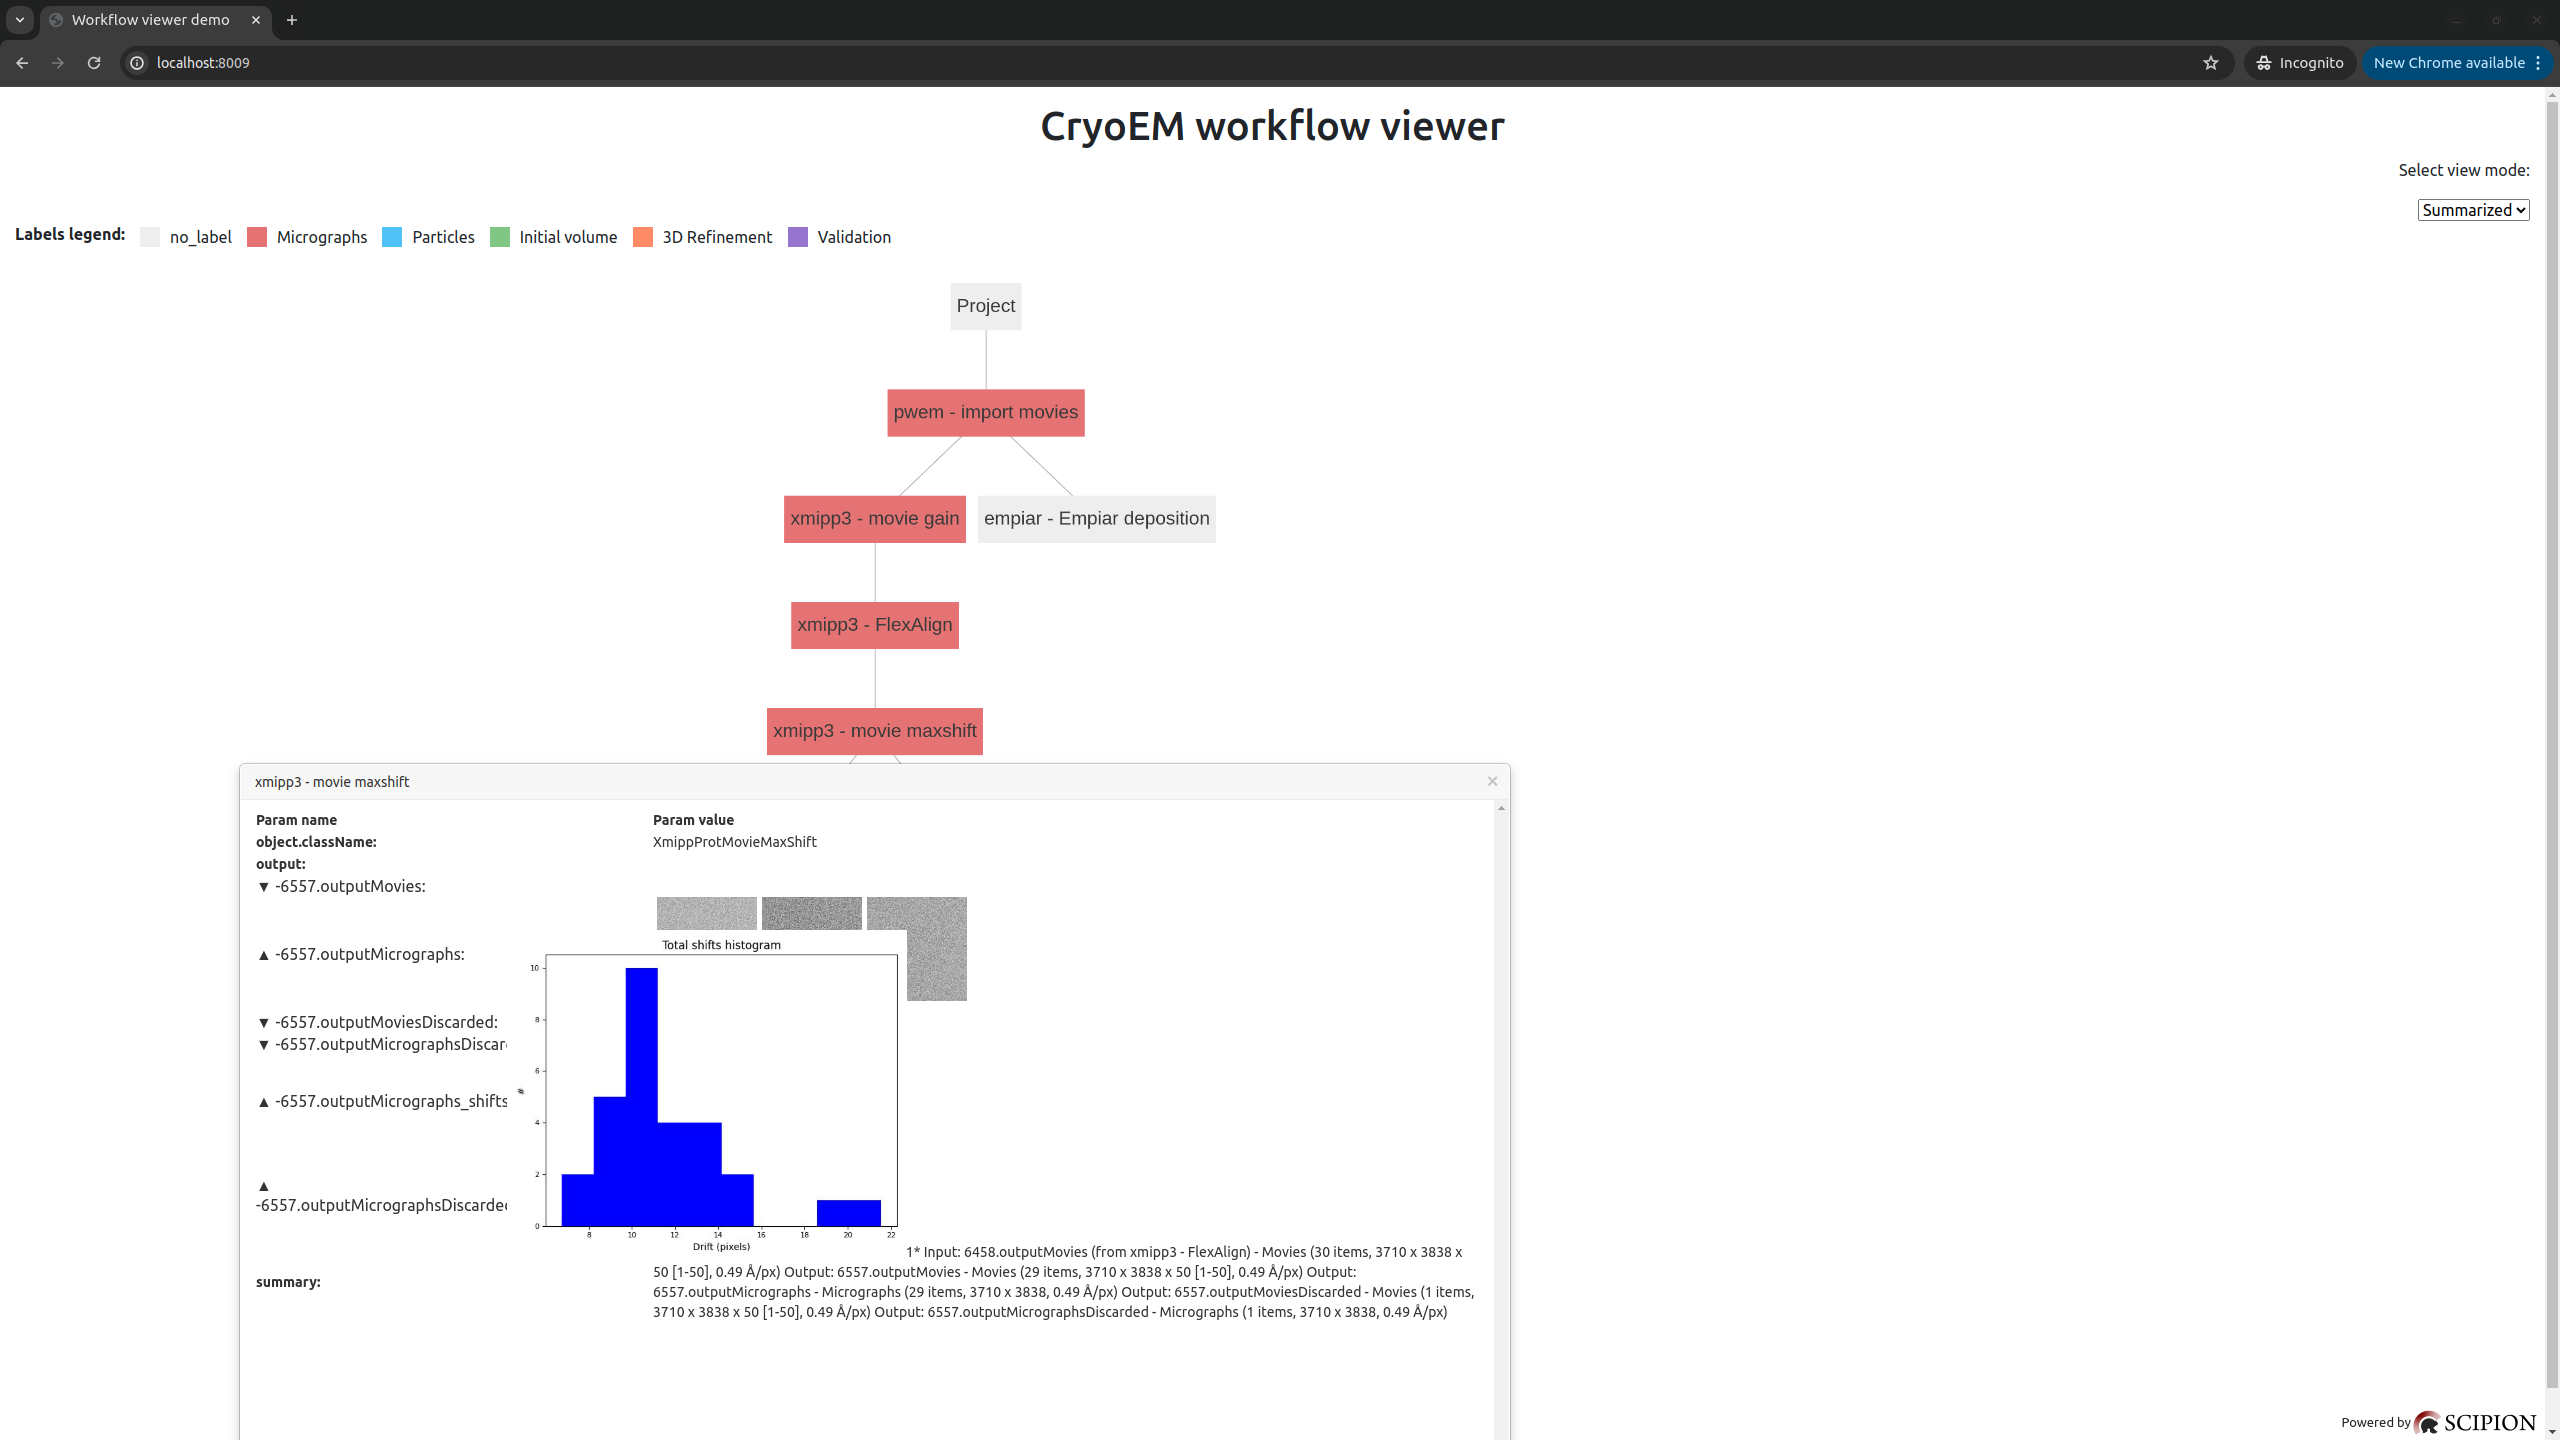 Workflow viewer demo
localhost:8009
Incognito
New Chrome available
CryoEM workflow viewer
Select view mode:
Summarized
Labels legend: no_label Micrographs Particles Initial volume 3D Refinement Validation
Project
pwem - import movies
xmipp3 - movie gain
empiar - Empiar deposition
xmipp3 - FlexAlign
xmipp3 - movie maxshift
xmipp3 - movie maxshift
Param name Param value
object.className: XmippProtMovieMaxShift
output:
▼ -6557.outputMovies:
▲ -6557.outputMicrographs:
▼ -6557.outputMoviesDiscarded:
▼ -6557.outputMicrographsDiscar
▲ -6557.outputMicrographs_shifts
▲
-6557.outputMicrographsDiscarded
Total shifts histogram
10
8
6
4
2
0
#
8 10 12 14 16 18 20 22
Drift (pixels)
summary:
1* Input: 6458.outputMovies (from xmipp3 - FlexAlign) - Movies (30 items, 3710 x 3838 x
50 [1-50], 0.49 Å/px) Output: 6557.outputMovies - Movies (29 items, 3710 x 3838 x 50 [1-50], 0.49 Å/px) Output:
6557.outputMicrographs - Micrographs (29 items, 3710 x 3838, 0.49 Å/px) Output: 6557.outputMoviesDiscarded - Movies (1 items,
3710 x 3838 x 50 [1-50], 0.49 Å/px) Output: 6557.outputMicrographsDiscarded - Micrographs (1 items, 3710 x 3838, 0.49 Å/px)
Powered by SCIPION